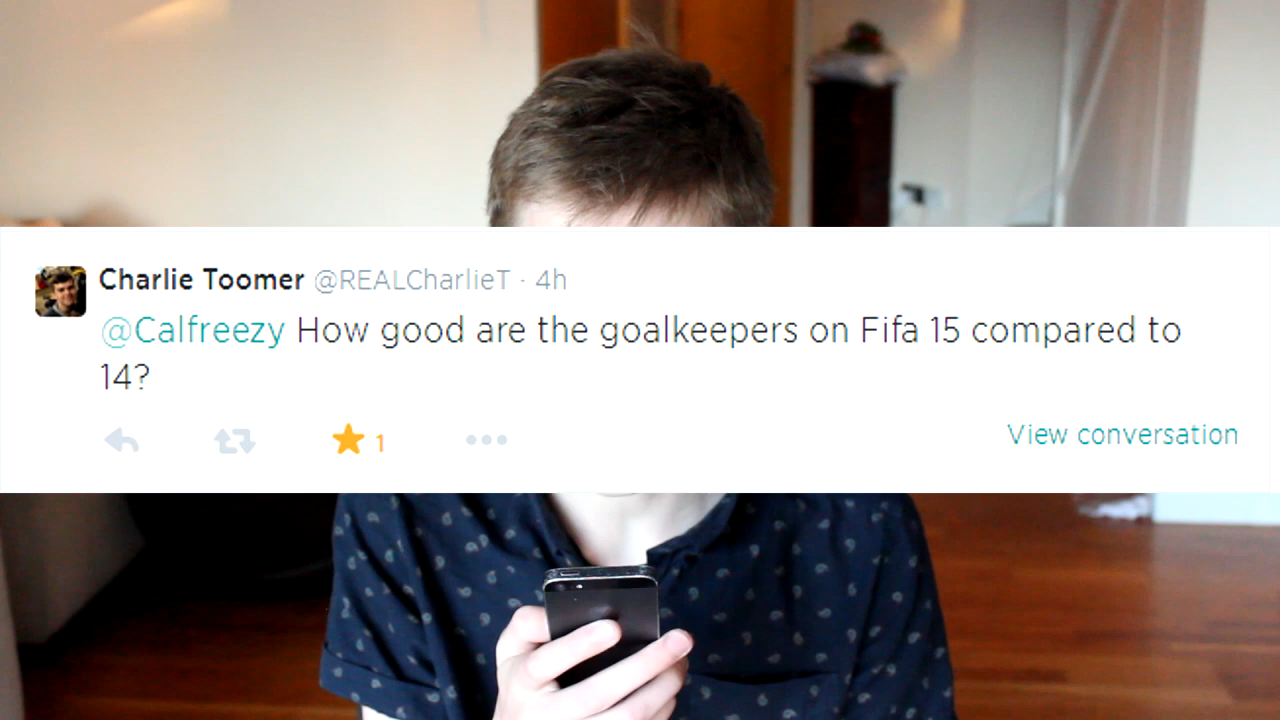 Charlie Toomer @REALCharlieT · 4h
@Calfreezy How good are the goalkeepers on Fifa 15 compared to
14?
1
View conversation